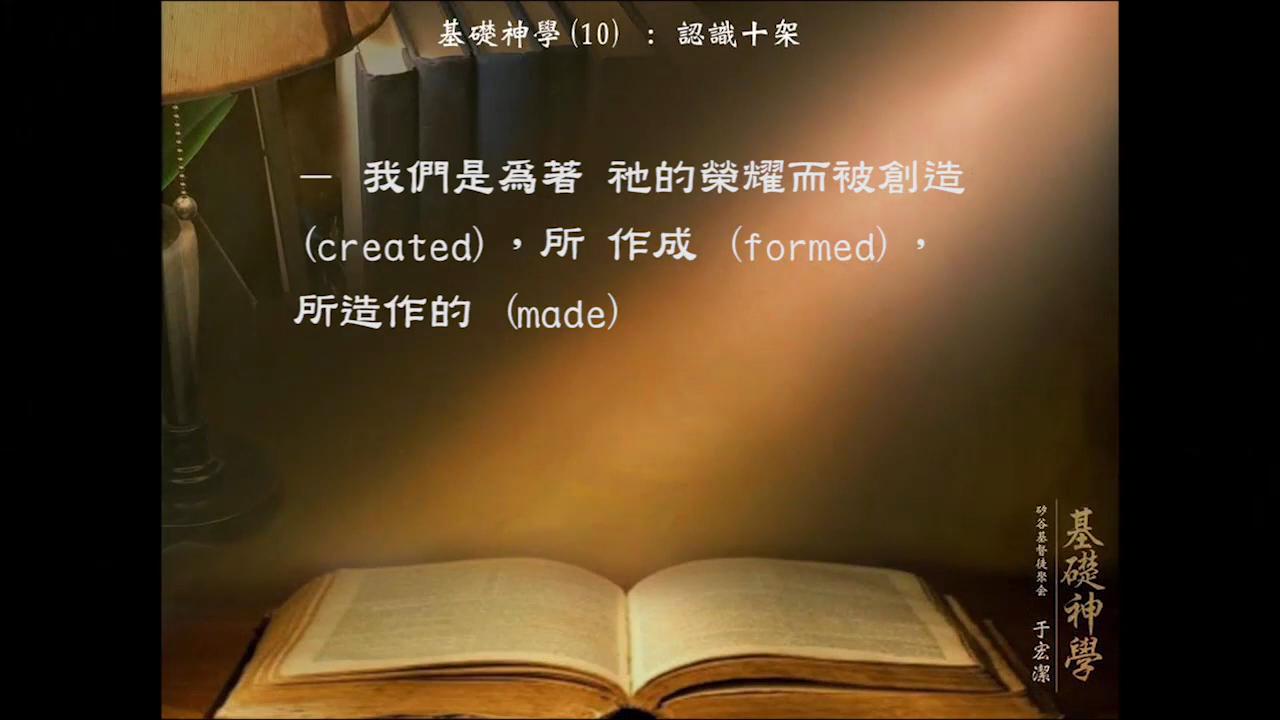 基礎神學(10) : 認識十架
— 我們是爲著 祂的榮耀而被創造
(created),所 作成 (formed),
所造作的 (made)
基礎神學
矽谷基督徒聚会 于宏潔